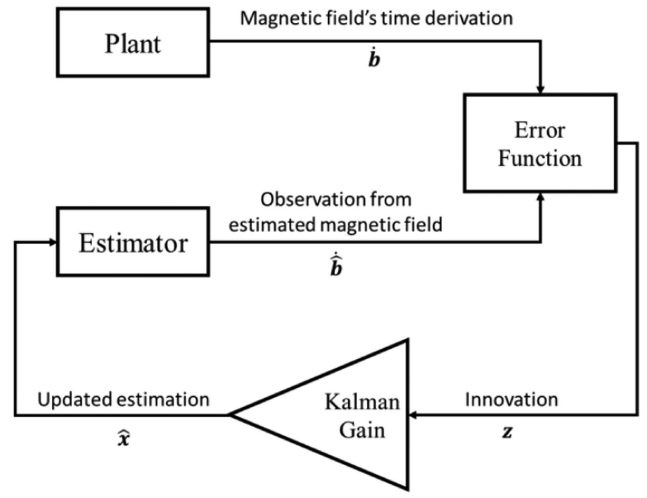 Magnetic field's time derivation
Plant
ḃ
Error
Function
Observation from
estimated magnetic field
Estimator
b̂̇
Updated estimation
Kalman
Gain
Innovation
x̂
z